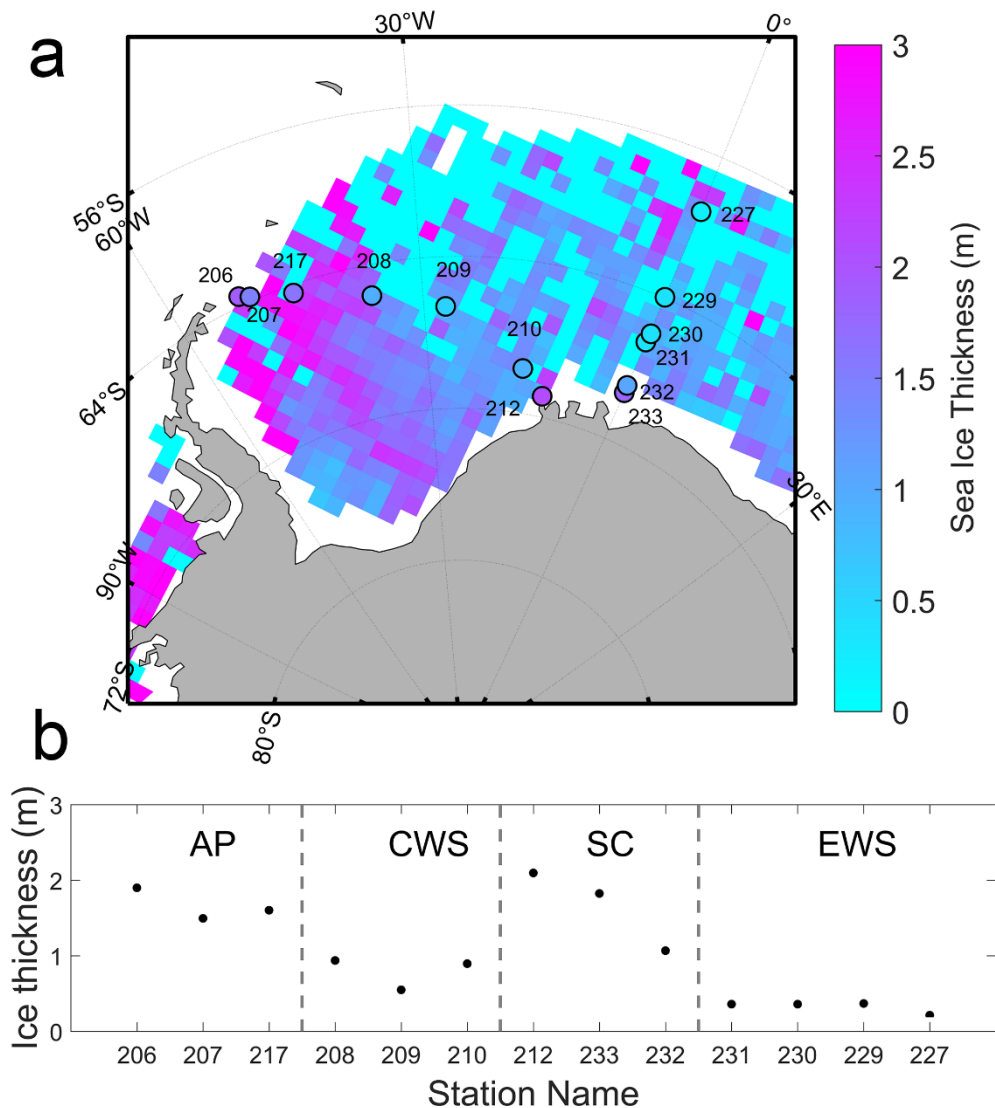 a
30°W
0°
56°S
60°W
64°S
90°W
72°S
80°S
30°E
206
207
217
208
209
210
212
227
229
230
231
232
233
3
2.5
2
1.5
1
0.5
0
Sea Ice Thickness (m)
b
Ice thickness (m)
3
2
1
0
AP
CWS
SC
EWS
206 207 217 208 209 210 212 233 232 231 230 229 227
Station Name